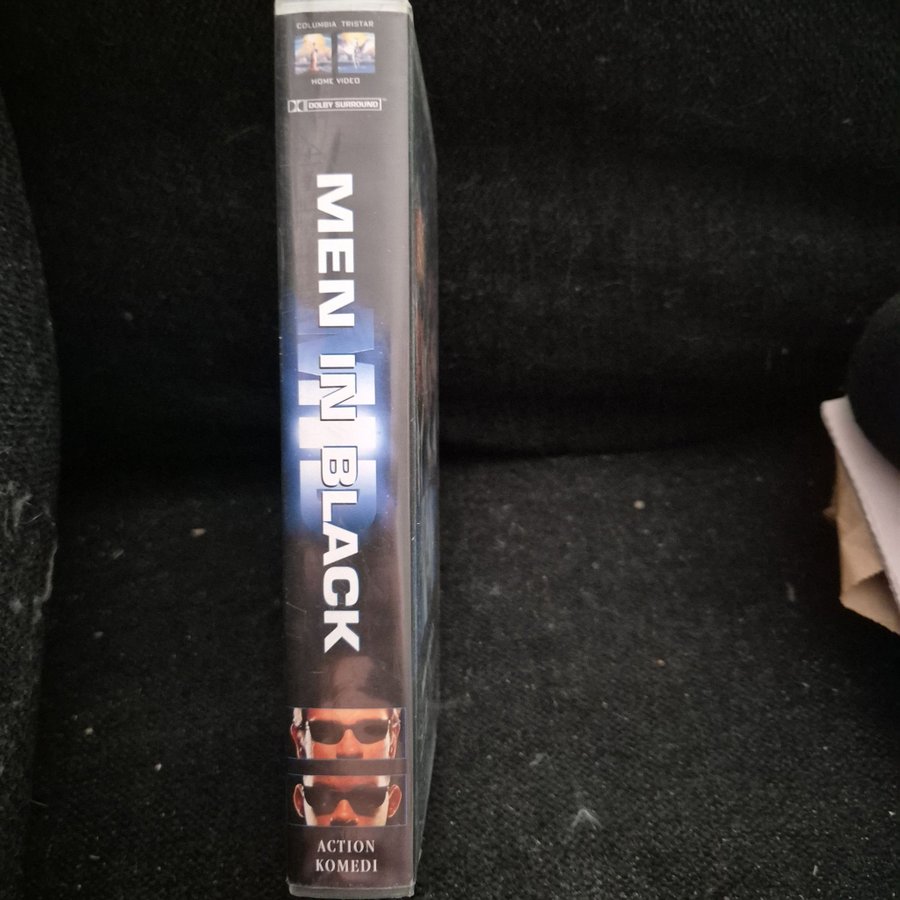 COLUMBIA TRISTAR
HOME VIDEO
DOLBY SURROUND
MEN IN BLACK
ACTION
KOMEDI